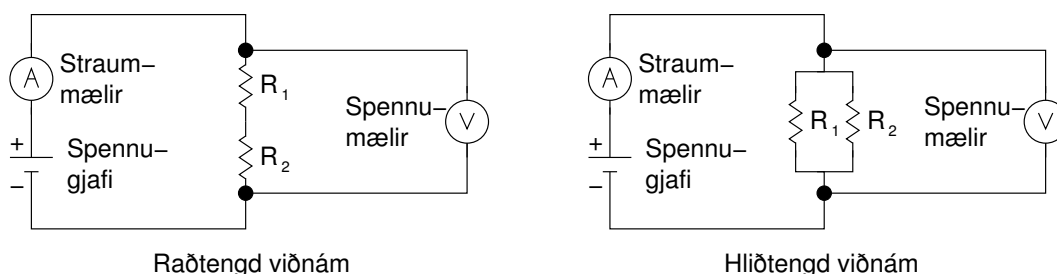 A
Straum−
mælir
+
−
Spennu−
gjafi
R1
R2
Spennu−
mælir
V
Raðtengd viðnám
A
Straum−
mælir
+
−
Spennu−
gjafi
R1
R2
Spennu−
mælir
V
Hliðtengd viðnám